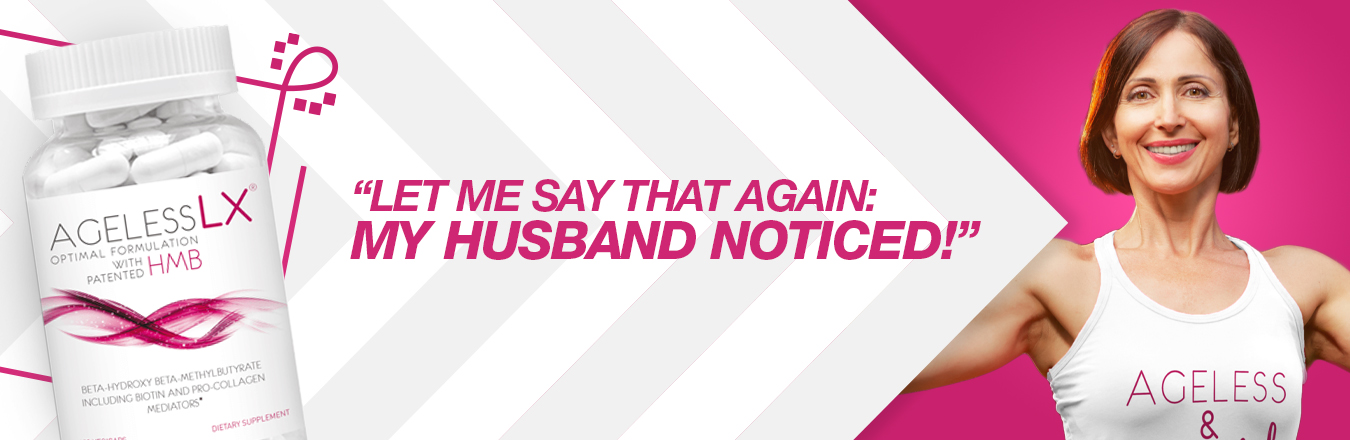 AGELESSLX®
OPTIMAL FORMULATION
WITH
PATENTED HMB
BETA-HYDROXY BETA-METHYLBUTYRATE
INCLUDING BIOTIN AND PRO-COLLAGEN
MEDIATORS*
DIETARY SUPPLEMENT
“LET ME SAY THAT AGAIN:
MY HUSBAND NOTICED!”
AGELESS
&